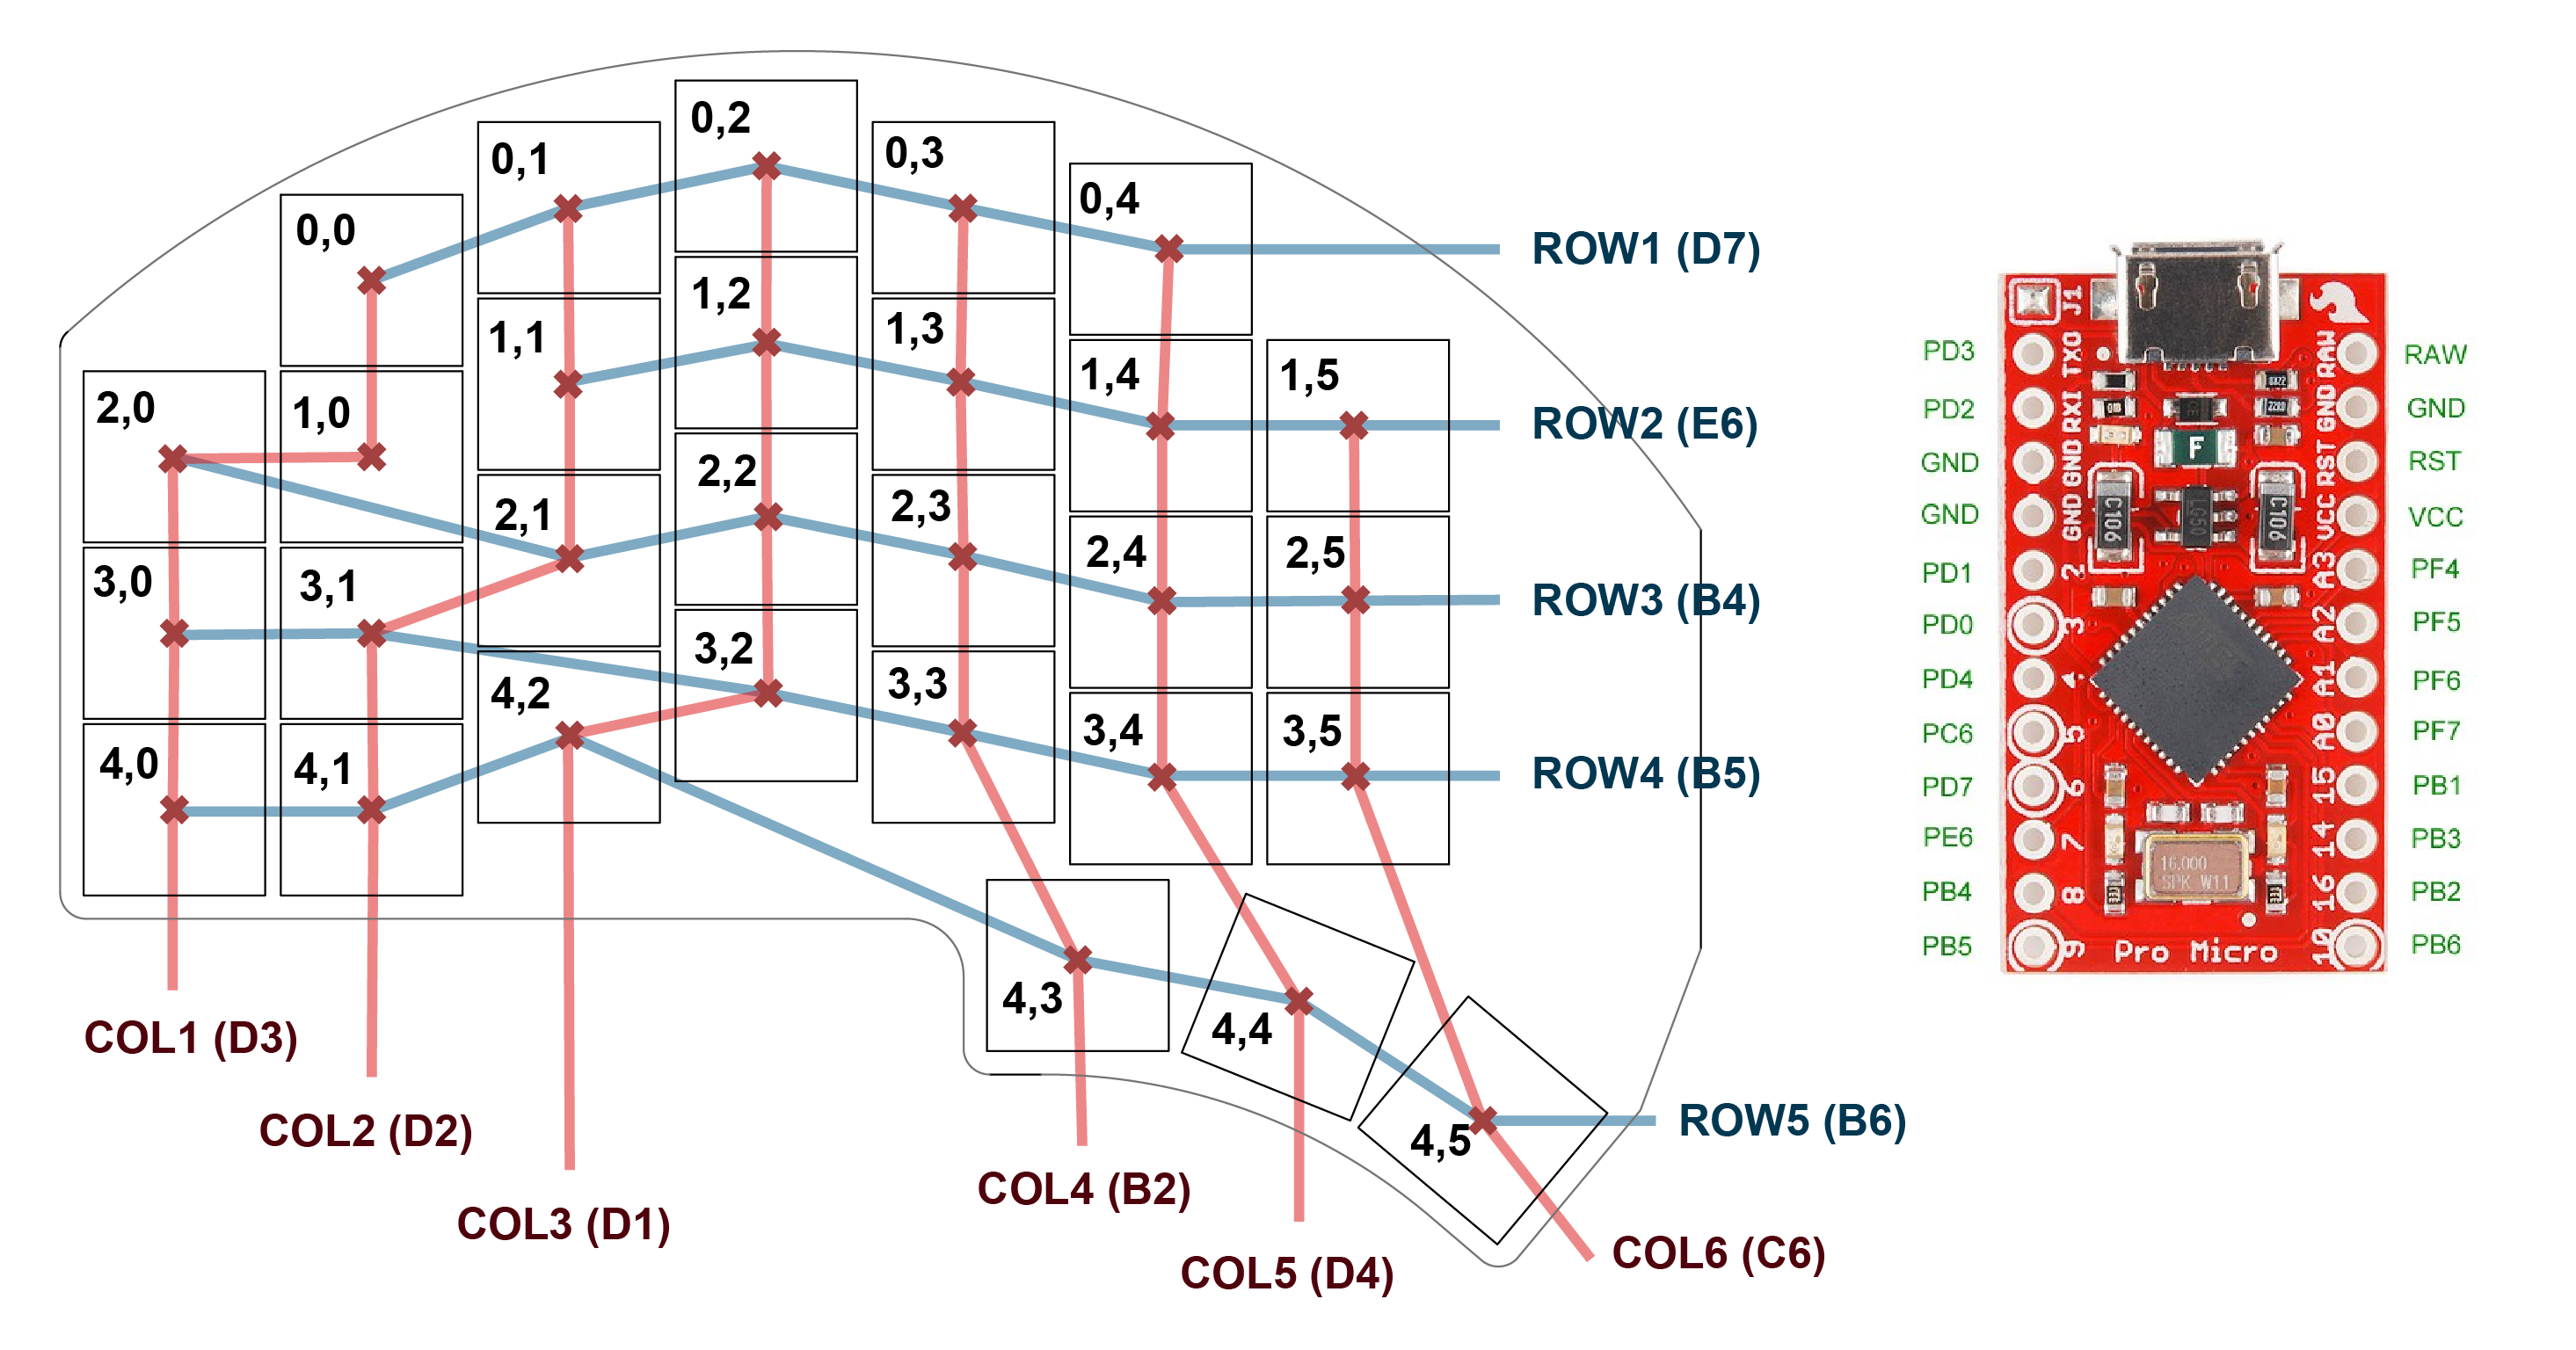 0,2
0,1
0,3
0,4
0,0
ROW1 (D7)
1,2
1,1
1,3
1,4
1,5
2,0
1,0
ROW2 (E6)
2,2
2,1
2,3
2,4
2,5
3,0
3,1
ROW3 (B4)
3,2
4,2
3,3
3,4
3,5
4,0
4,1
ROW4 (B5)
4,3
4,4
4,5
ROW5 (B6)
COL1 (D3)
COL2 (D2)
COL3 (D1)
COL4 (B2)
COL5 (D4)
COL6 (C6)
J1
PD3 TXO RAW RAW
PD2 RXI GND GND
GND GND RST RST
GND GND VCC VCC
PD1 2 A3 PF4
PD0 3 A2 PF5
PD4 4 A1 PF6
PC6 5 A0 PF7
PD7 6 15 PB1
PE6 7 14 PB3
PB4 8 16 PB2
PB5 9 10 PB6
F
C106
C106
16.000
SPK W11
Pro Micro